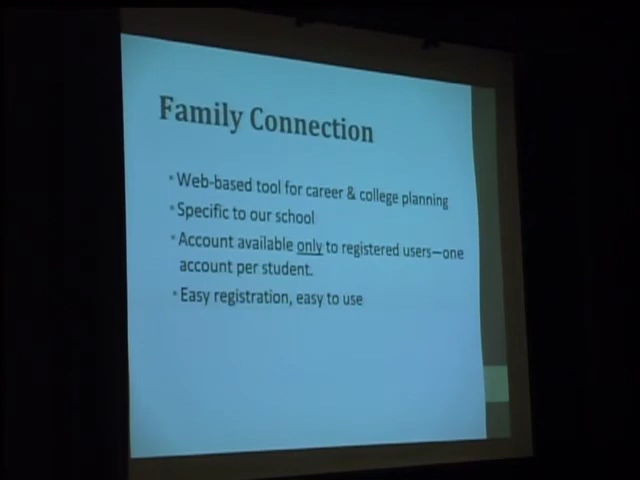 Family Connection
• Web-based tool for career & college planning
• Specific to our school
• Account available only to registered users—one
account per student.
• Easy registration, easy to use